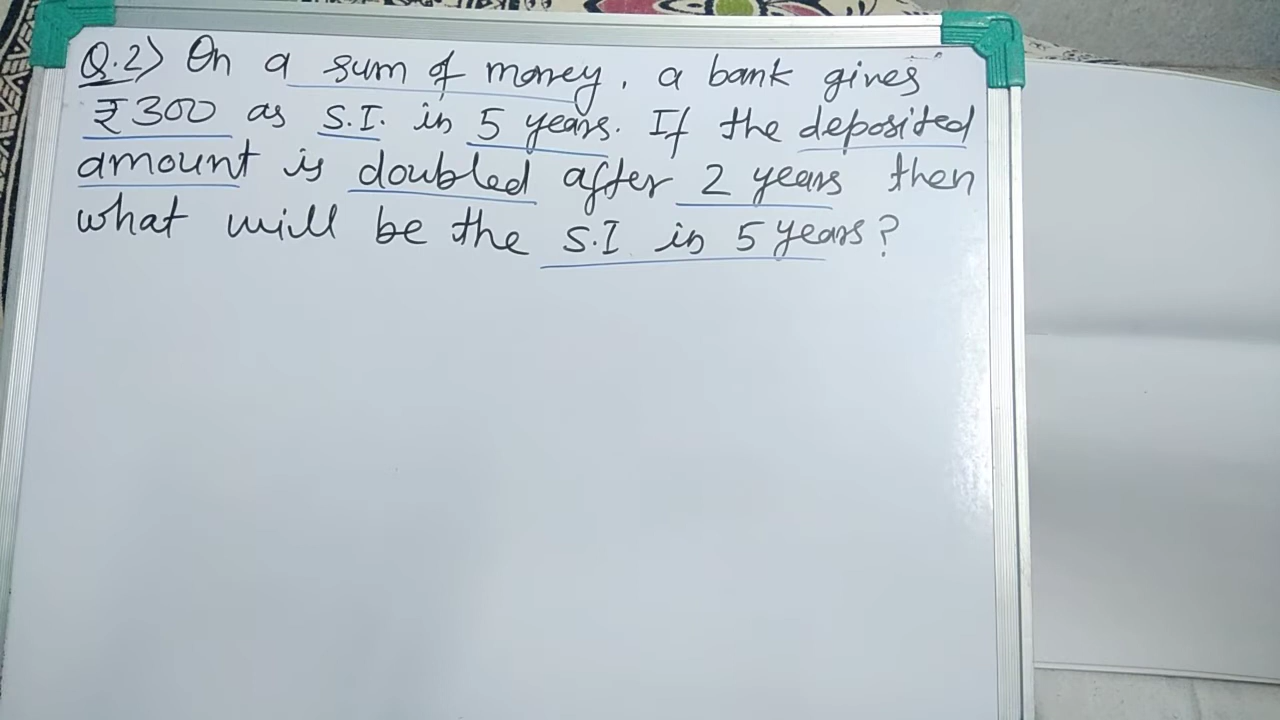 Q.2) On a sum of money, a bank gives
₹300 as S.I. in 5 years. If the deposited
amount is doubled after 2 years then
what will be the S.I in 5 years?